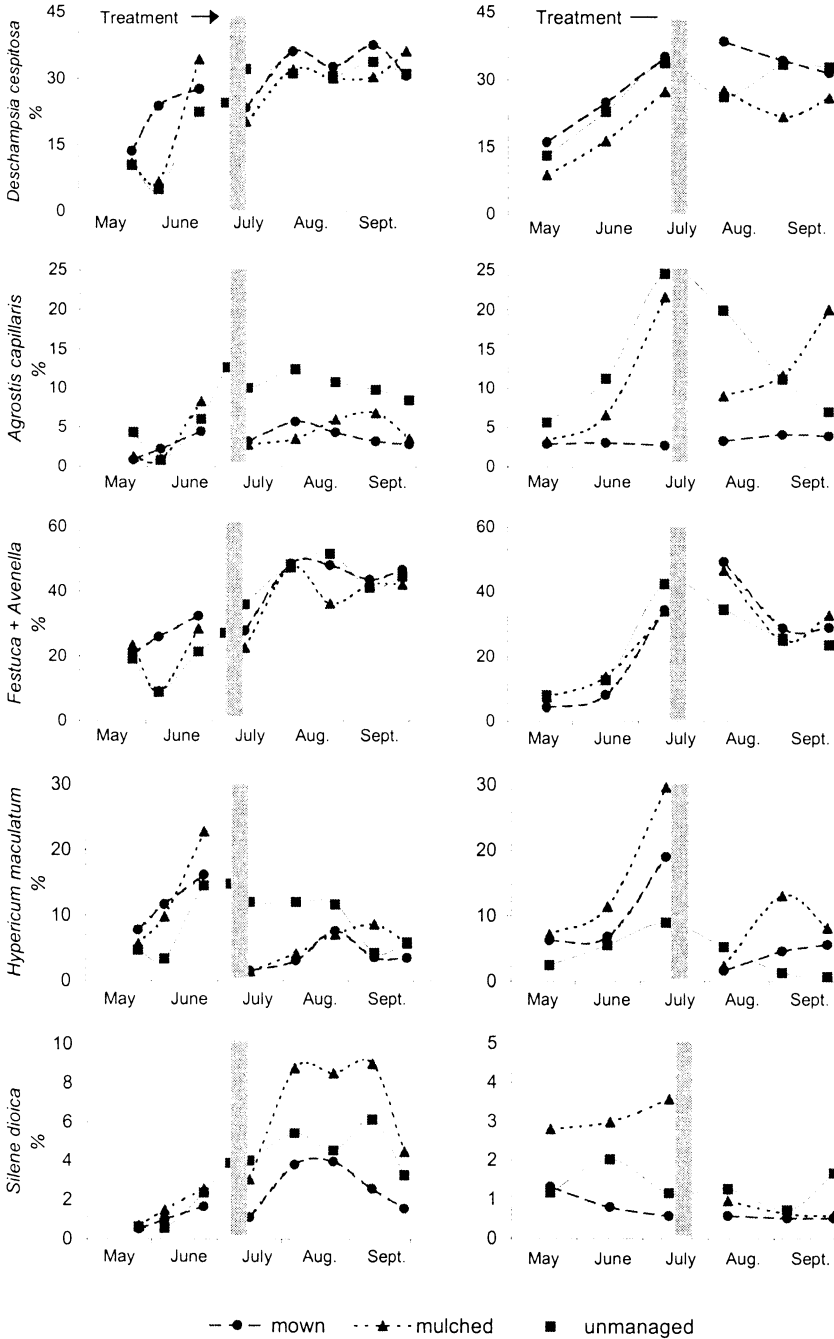 Treatment
Treatment
Deschampsia cespitosa
%
45
30
15
0
May June July Aug. Sept.
45
30
15
0
May June July Aug. Sept.
Agrostis capillaris
%
25
20
15
10
5
0
May June July Aug. Sept.
25
20
15
10
5
0
May June July Aug. Sept.
Festuca + Avenella
%
60
40
20
0
May June July Aug. Sept.
60
40
20
0
May June July Aug. Sept.
Hypericum maculatum
%
30
20
10
0
May June July Aug. Sept.
30
20
10
0
May June July Aug. Sept.
Silene dioica
%
10
8
6
4
2
0
May June July Aug. Sept.
5
4
3
2
1
0
May June July Aug. Sept.
mown mulched unmanaged